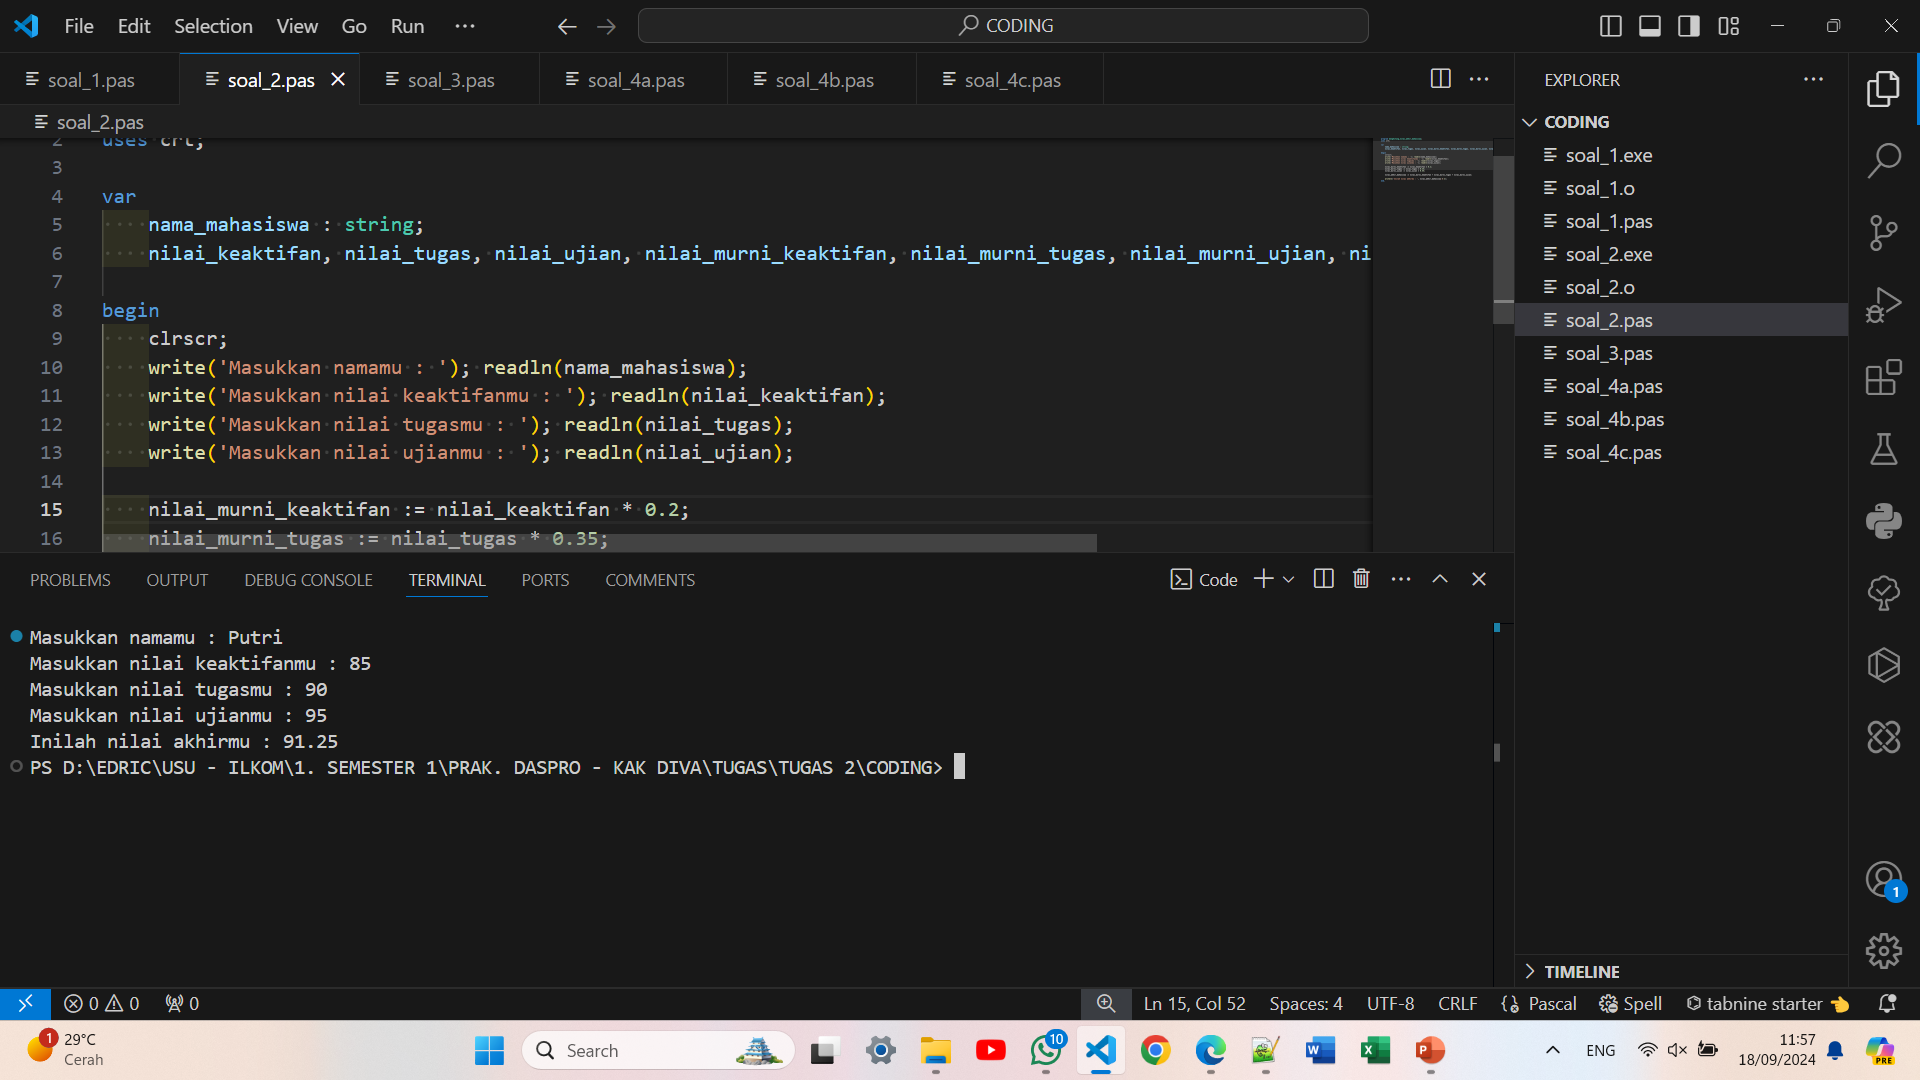 File Edit Selection View Go Run ··· CODING
soal_1.pas soal_2.pas soal_3.pas soal_4a.pas soal_4b.pas soal_4c.pas
soal_2.pas
2 uses crt;
3
4 var
5 nama_mahasiswa : string;
6 nilai_keaktifan, nilai_tugas, nilai_ujian, nilai_murni_keaktifan, nilai_murni_tugas, nilai_murni_ujian, ni
7
8 begin
9 clrscr;
10 write('Masukkan namamu : '); readln(nama_mahasiswa);
11 write('Masukkan nilai keaktifanmu : '); readln(nilai_keaktifan);
12 write('Masukkan nilai tugasmu : '); readln(nilai_tugas);
13 write('Masukkan nilai ujianmu : '); readln(nilai_ujian);
14
15 nilai_murni_keaktifan := nilai_keaktifan * 0.2;
16 nilai_murni_tugas := nilai_tugas * 0.35;
PROBLEMS OUTPUT DEBUG CONSOLE TERMINAL PORTS COMMENTS Code
Masukkan namamu : Putri
Masukkan nilai keaktifanmu : 85
Masukkan nilai tugasmu : 90
Masukkan nilai ujianmu : 95
Inilah nilai akhirmu : 91.25
PS D:\EDRIC\USU - ILKOM\1. SEMESTER 1\PRAK. DASPRO - KAK DIVA\TUGAS\TUGAS 2\CODING>
EXPLORER
CODING
soal_1.exe
soal_1.o
soal_1.pas
soal_2.exe
soal_2.o
soal_2.pas
soal_3.pas
soal_4a.pas
soal_4b.pas
soal_4c.pas
TIMELINE
1
0 0 0 Ln 15, Col 52 Spaces: 4 UTF-8 CRLF Pascal Spell tabnine starter
1 29°C
Cerah
Search 10 ENG 11:57
18/09/2024
PRE